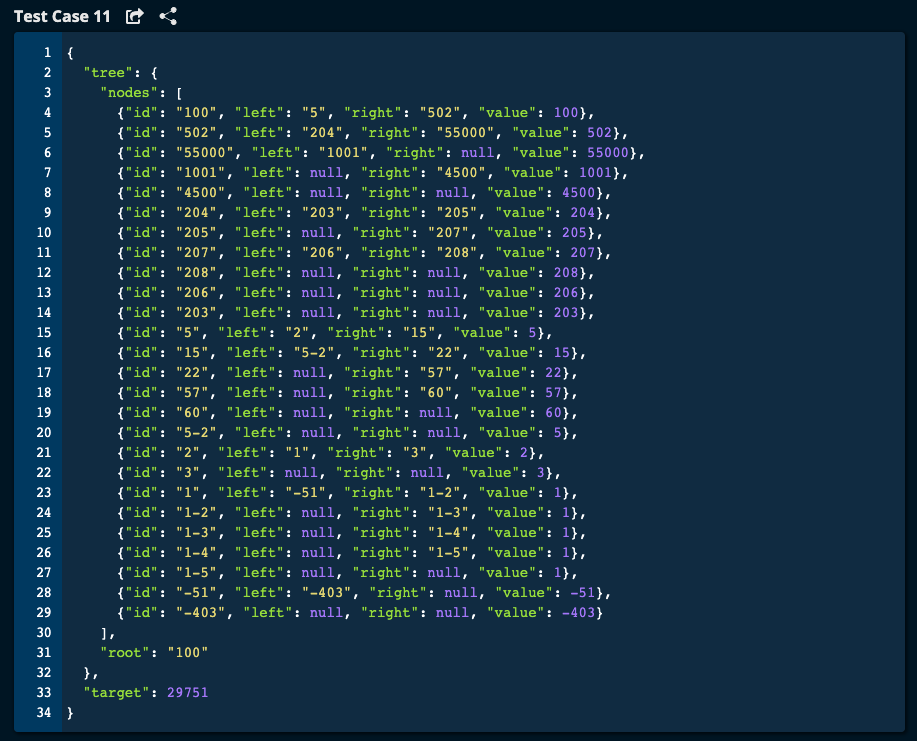 Test Case 11
1 {
2   "tree": {
3     "nodes": [
4       {"id": "100", "left": "5", "right": "502", "value": 100},
5       {"id": "502", "left": "204", "right": "55000", "value": 502},
6       {"id": "55000", "left": "1001", "right": null, "value": 55000},
7       {"id": "1001", "left": null, "right": "4500", "value": 1001},
8       {"id": "4500", "left": null, "right": null, "value": 4500},
9       {"id": "204", "left": "203", "right": "205", "value": 204},
10       {"id": "205", "left": null, "right": "207", "value": 205},
11       {"id": "207", "left": "206", "right": "208", "value": 207},
12       {"id": "208", "left": null, "right": null, "value": 208},
13       {"id": "206", "left": null, "right": null, "value": 206},
14       {"id": "203", "left": null, "right": null, "value": 203},
15       {"id": "5", "left": "2", "right": "15", "value": 5},
16       {"id": "15", "left": "5-2", "right": "22", "value": 15},
17       {"id": "22", "left": null, "right": "57", "value": 22},
18       {"id": "57", "left": null, "right": "60", "value": 57},
19       {"id": "60", "left": null, "right": null, "value": 60},
20       {"id": "5-2", "left": null, "right": null, "value": 5},
21       {"id": "2", "left": "1", "right": "3", "value": 2},
22       {"id": "3", "left": null, "right": null, "value": 3},
23       {"id": "1", "left": "-51", "right": "1-2", "value": 1},
24       {"id": "1-2", "left": null, "right": "1-3", "value": 1},
25       {"id": "1-3", "left": null, "right": "1-4", "value": 1},
26       {"id": "1-4", "left": null, "right": "1-5", "value": 1},
27       {"id": "1-5", "left": null, "right": null, "value": 1},
28       {"id": "-51", "left": "-403", "right": null, "value": -51},
29       {"id": "-403", "left": null, "right": null, "value": -403}
30     ],
31     "root": "100"
32   },
33   "target": 29751
34 }